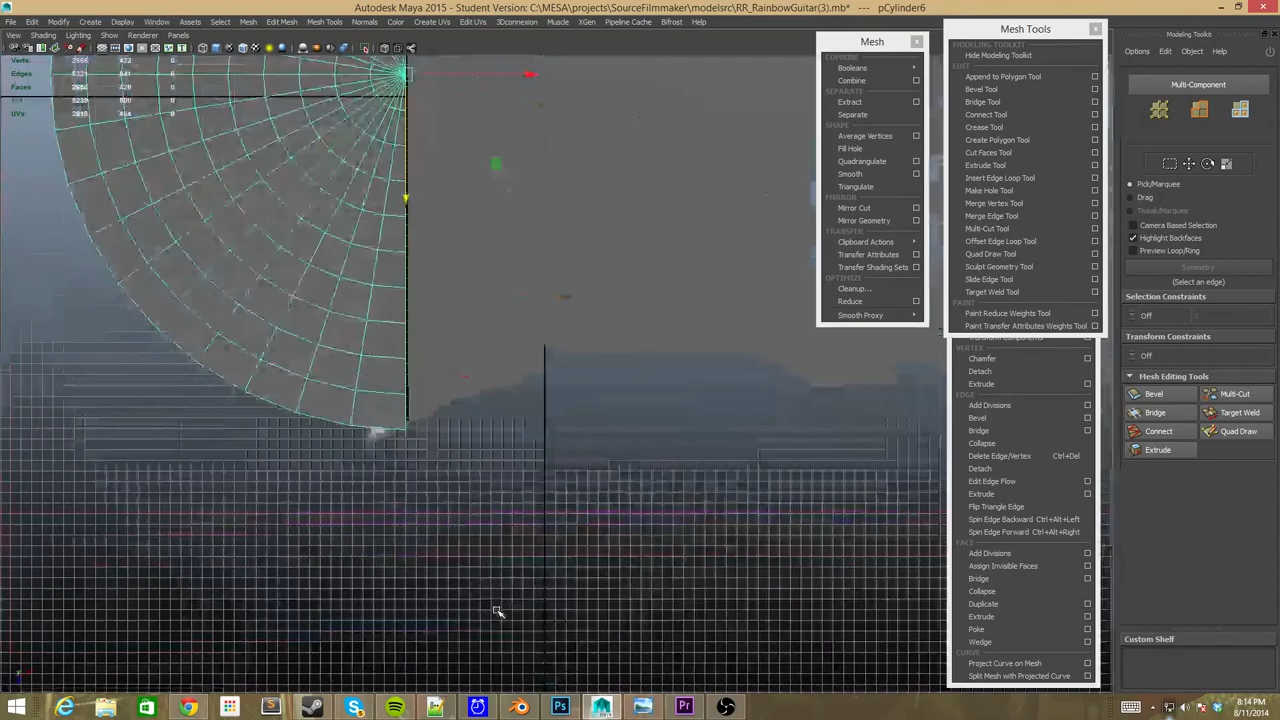 Autodesk Maya 2015 - Student Version: C:\MESA\projects\SourceFilmmaker\modelsrc\RR_RainbowGuitar(3).mb* --- pCylinder6
File Edit Modify Create Display Window Assets Select Mesh Edit Mesh Mesh Tools Normals Color Create UVs Edit UVs 3Dconnexion Muscle XGen Pipeline Cache Bifrost Help
View Shading Lighting Show Renderer Panels
Verts: 2666 422 0
Edges
Faces
UVs:
Mesh
COMBINE
Booleans
Combine
SEPARATE
Extract
Separate
SHAPE
Average Vertices
Fill Hole
Quadrangulate
Smooth
Triangulate
MIRROR
Mirror Cut
Mirror Geometry
TRANSFER
Clipboard Actions
Transfer Attributes
Transfer Shading Sets
OPTIMIZE
Cleanup...
Reduce
Smooth Proxy
Mesh Tools
MODELING TOOLKIT
Hide Modeling Toolkit
EDIT
Append to Polygon Tool
Bevel Tool
Bridge Tool
Connect Tool
Crease Tool
Create Polygon Tool
Cut Faces Tool
Extrude Tool
Insert Edge Loop Tool
Make Hole Tool
Merge Vertex Tool
Merge Edge Tool
Multi-Cut Tool
Offset Edge Loop Tool
Quad Draw Tool
Sculpt Geometry Tool
Slide Edge Tool
Target Weld Tool
PAINT
Paint Reduce Weights Tool
Paint Transfer Attributes Weights Tool
Transform Components
VERTEX
Chamfer
Detach
Extrude
EDGE
Add Divisions
Bevel
Bridge
Collapse
Delete Edge/Vertex Ctrl+Del
Detach
Edit Edge Flow
Extrude
Flip Triangle Edge
Spin Edge Backward Ctrl+Alt+Left
Spin Edge Forward Ctrl+Alt+Right
FACE
Add Divisions
Assign Invisible Faces
Bridge
Collapse
Duplicate
Extrude
Poke
Wedge
CURVE
Project Curve on Mesh
Split Mesh with Projected Curve
Modeling Toolkit
Options Edit Object Help
Multi-Component
Pick/Marquee
Drag
Tweak/Marquee
Camera Based Selection
Highlight Backfaces
Preview Loop/Ring
Symmetry
(Select an edge)
Selection Constraints
Off 0
Transform Constraints
Off
Mesh Editing Tools
Bevel Multi-Cut
Bridge Target Weld
Connect Quad Draw
Extrude
Custom Shelf
8:14 PM
8/11/2014